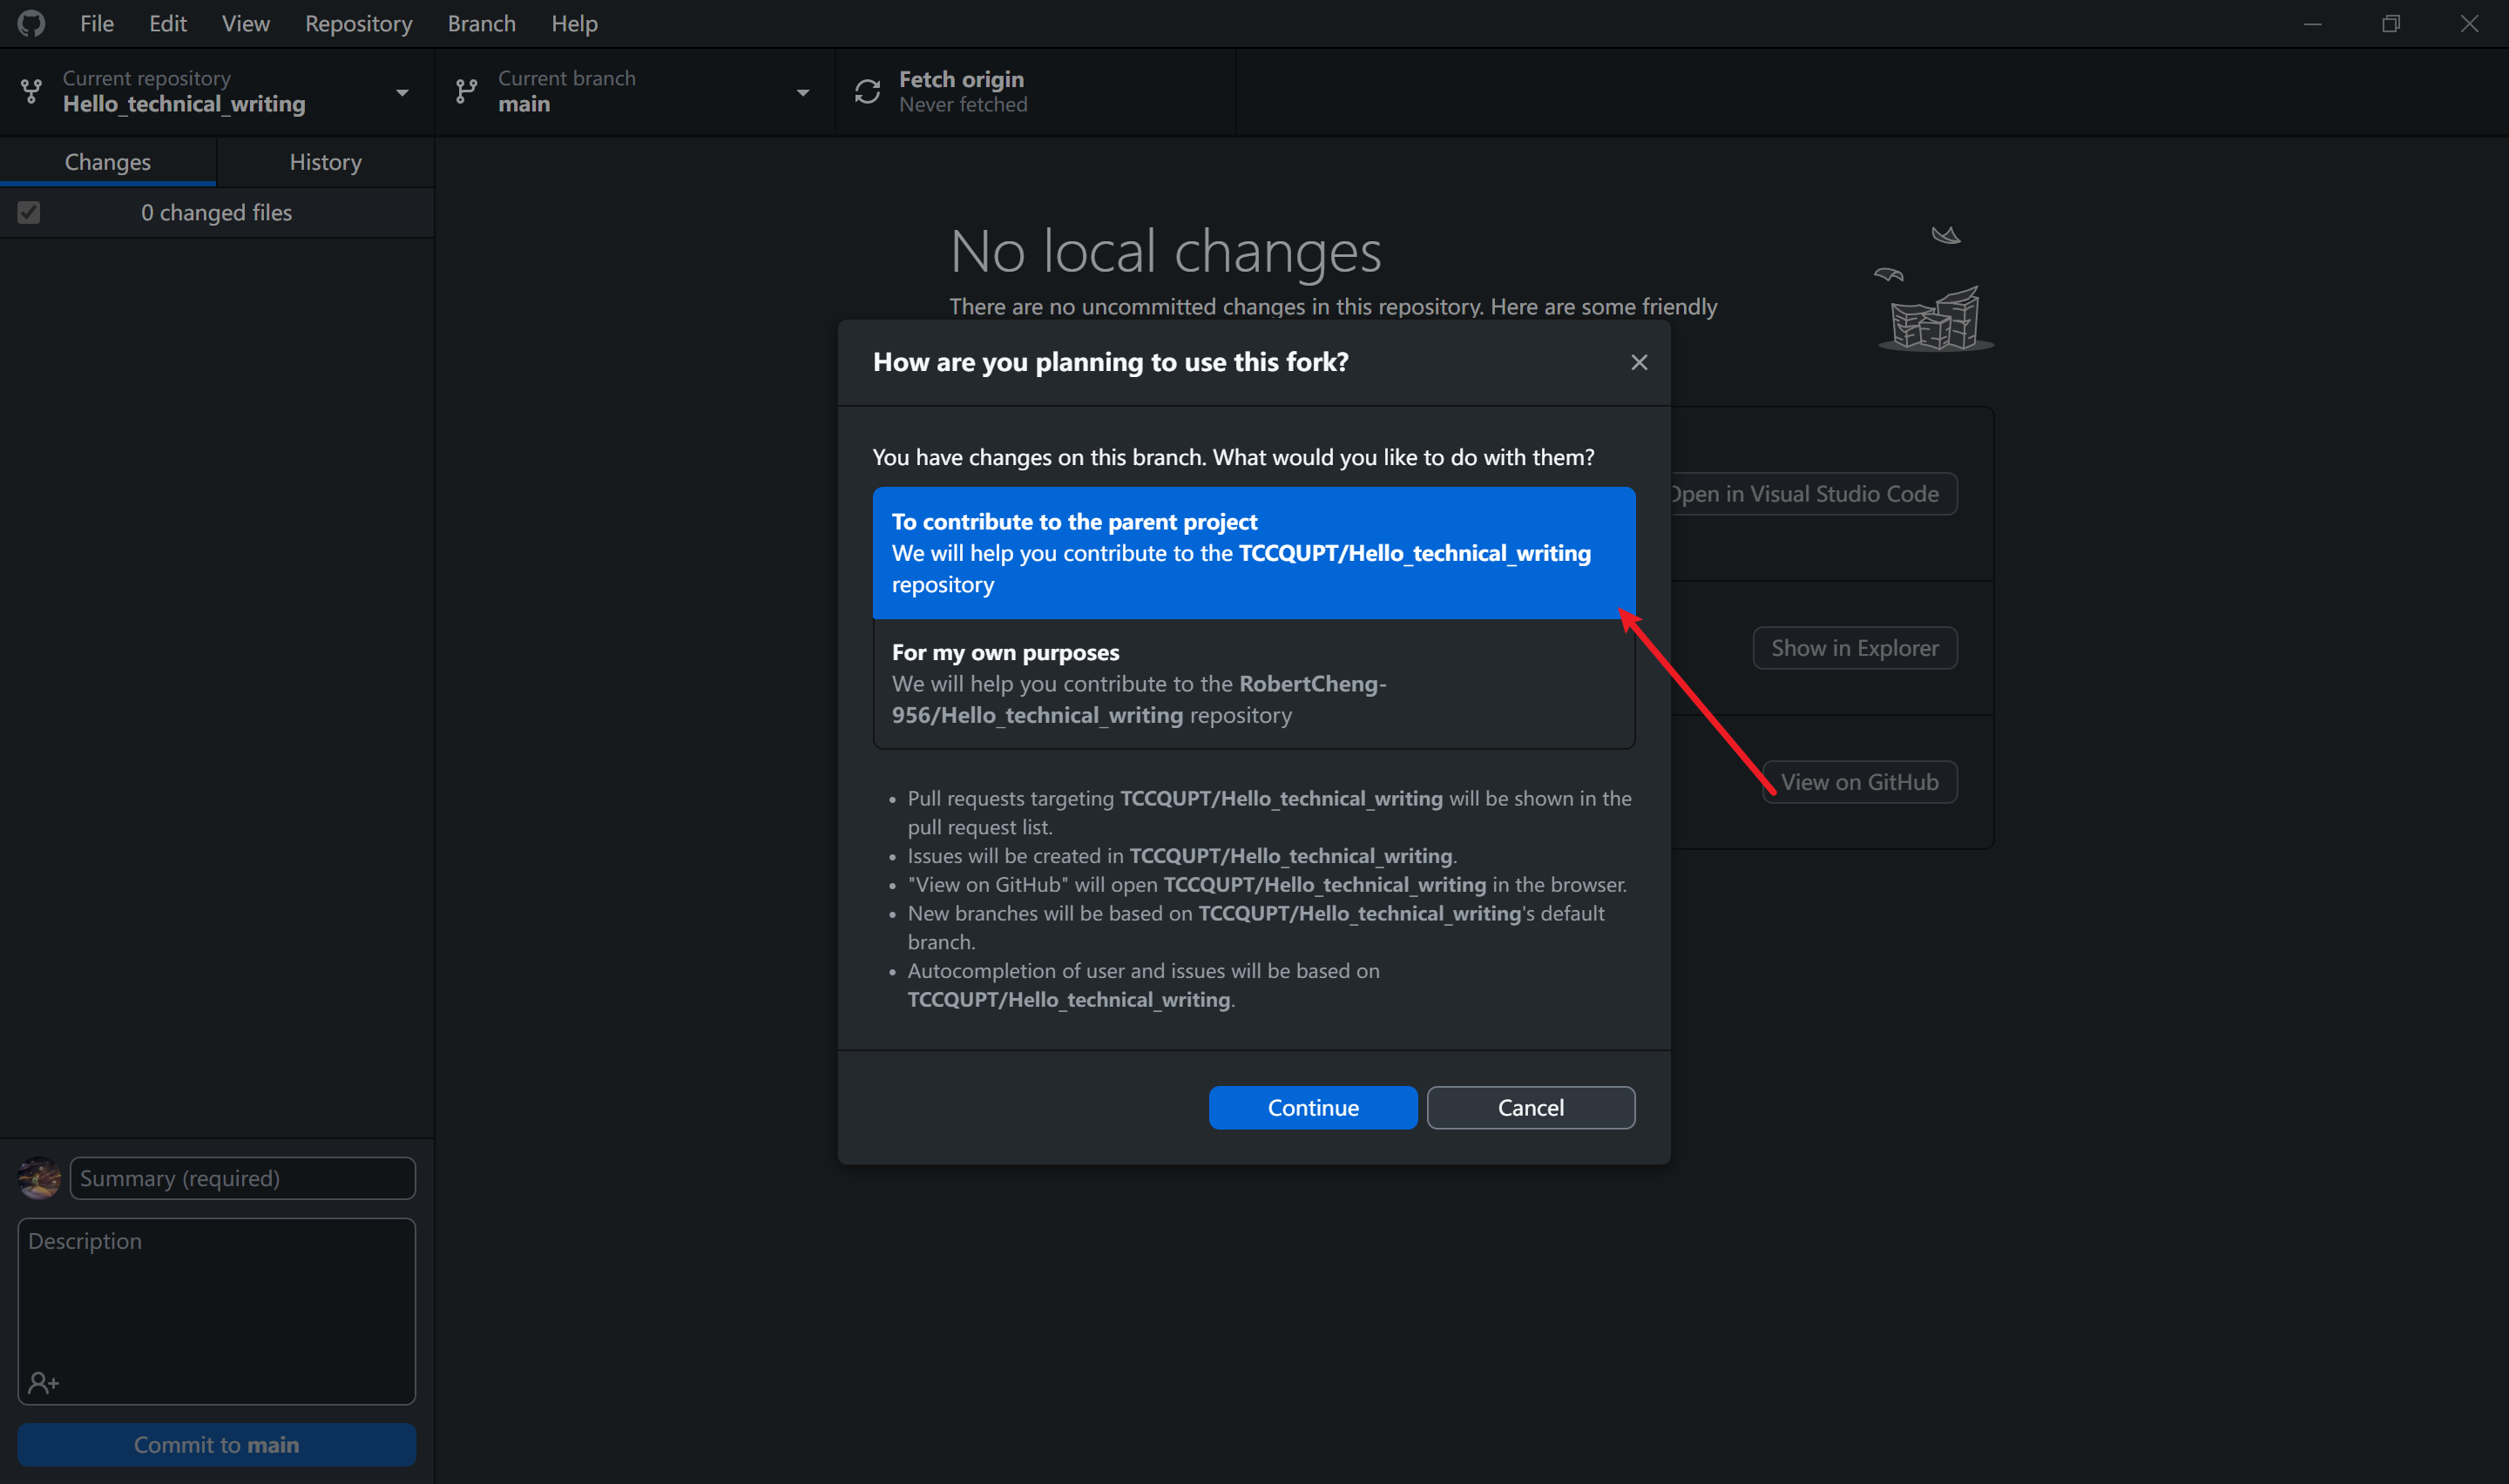 File Edit View Repository Branch Help
Current repository
Hello_technical_writing
Current branch
main
Fetch origin
Never fetched
Changes
History
0 changed files
No local changes
There are no uncommitted changes in this repository. Here are some friendly
How are you planning to use this fork?
You have changes on this branch. What would you like to do with them?
To contribute to the parent project
We will help you contribute to the TCCQUPT/Hello_technical_writing
repository
For my own purposes
We will help you contribute to the RobertCheng-
956/Hello_technical_writing repository
• Pull requests targeting TCCQUPT/Hello_technical_writing will be shown in the
pull request list.
• Issues will be created in TCCQUPT/Hello_technical_writing.
• "View on GitHub" will open TCCQUPT/Hello_technical_writing in the browser.
• New branches will be based on TCCQUPT/Hello_technical_writing's default
branch.
• Autocompletion of user and issues will be based on
TCCQUPT/Hello_technical_writing.
Continue
Cancel
Open in Visual Studio Code
Show in Explorer
View on GitHub
Summary (required)
Description
Commit to main